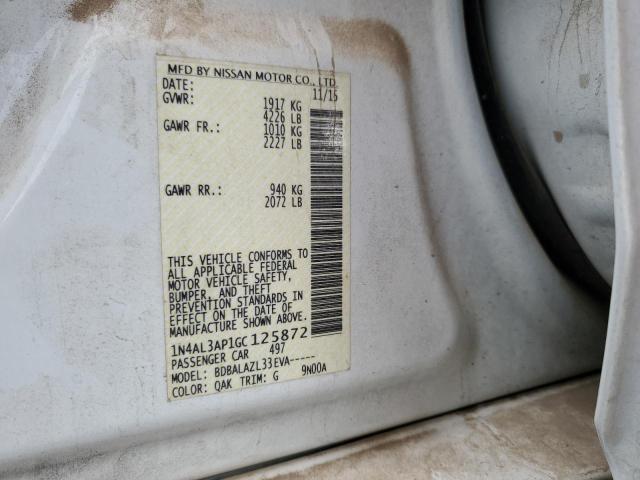 MFD BY NISSAN MOTOR CO., LTD.
DATE: 11/15
GVWR: 1917 KG
4226 LB
GAWR FR.: 1010 KG
2227 LB
GAWR RR.: 940 KG
2072 LB
THIS VEHICLE CONFORMS TO
ALL APPLICABLE FEDERAL
MOTOR VEHICLE SAFETY,
BUMPER, AND THEFT
PREVENTION STANDARDS IN
EFFECT ON THE DATE OF
MANUFACTURE SHOWN ABOVE.
1N4AL3AP1GC125872
PASSENGER CAR 497
MODEL: BDBALAZL33EVA-----
COLOR: QAK TRIM: G 9N00A